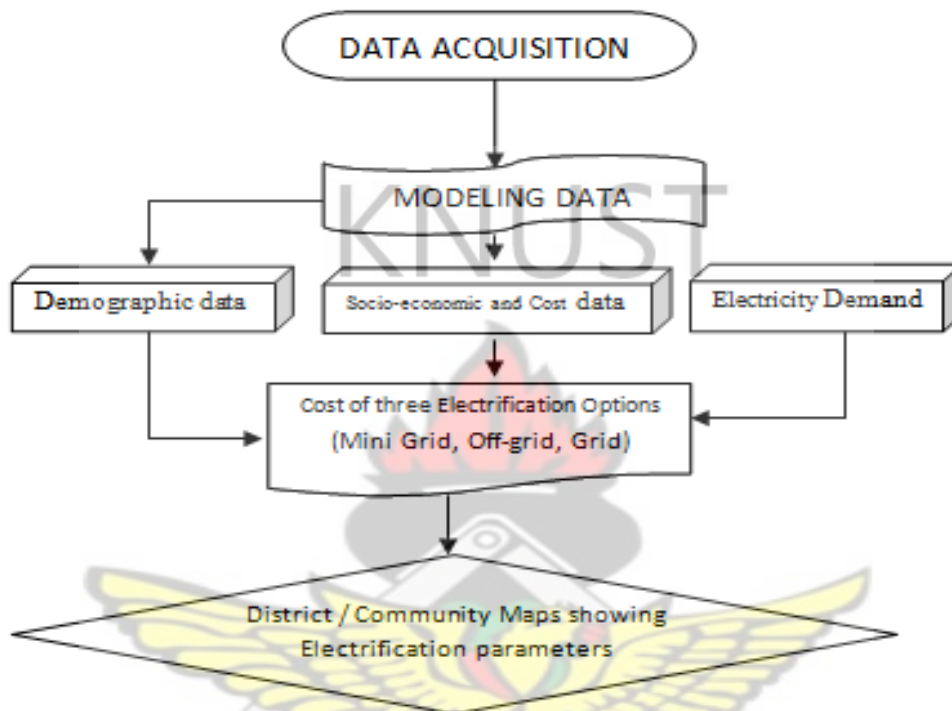 DATA ACQUISITION
KNUST
MODELING DATA
Demographic data
Socio-economic and Cost data
Electricity Demand
Cost of three Electrification Options
(Mini Grid, Off-grid, Grid)
District / Community Maps showing
Electrification parameters